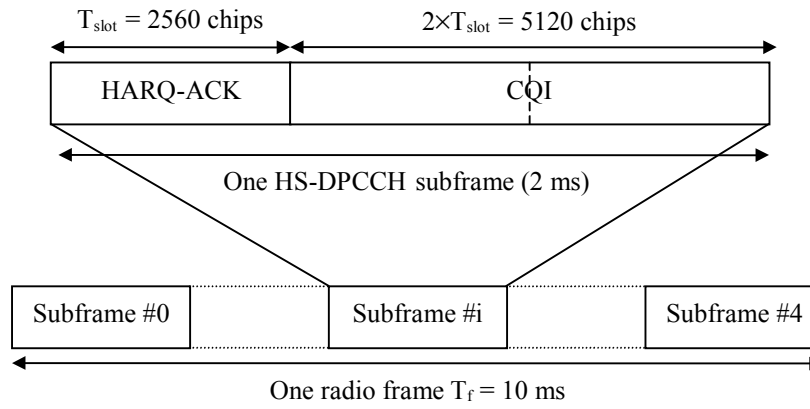 T_slot = 2560 chips
2×T_slot = 5120 chips
HARQ-ACK
CQI
One HS-DPCCH subframe (2 ms)
Subframe #0
Subframe #i
Subframe #4
One radio frame T_f = 10 ms